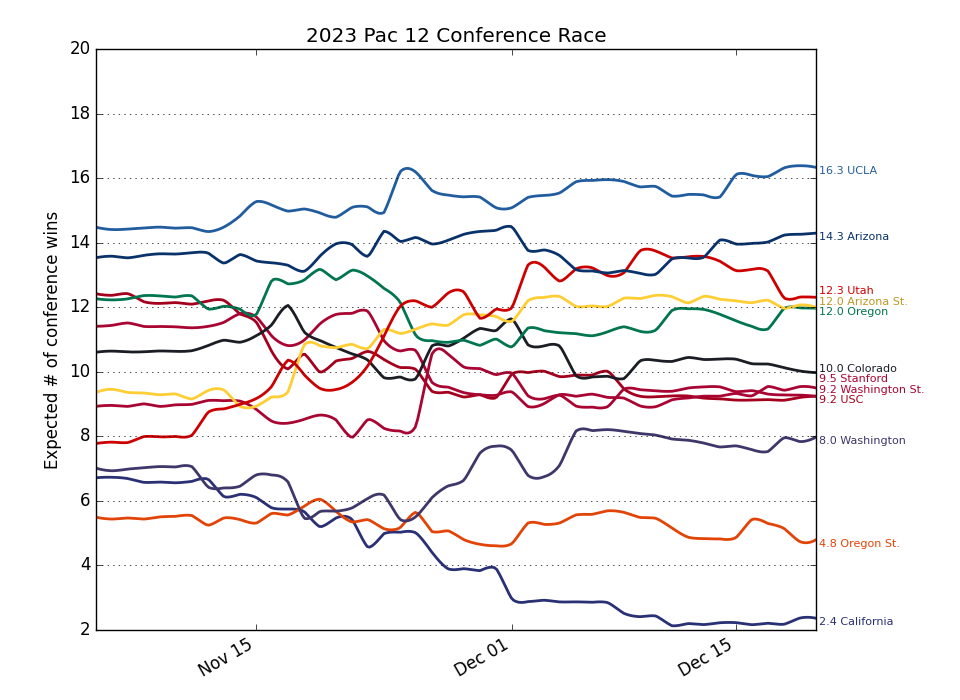 2023 Pac 12 Conference Race
Expected # of conference wins
20
18
16
14
12
10
8
6
4
2
Nov 15
Dec 01
Dec 15
16.3 UCLA
14.3 Arizona
12.3 Utah
12.0 Arizona St.
12.0 Oregon
10.0 Colorado
9.5 Stanford
9.2 Washington St.
9.2 USC
8.0 Washington
4.8 Oregon St.
2.4 California